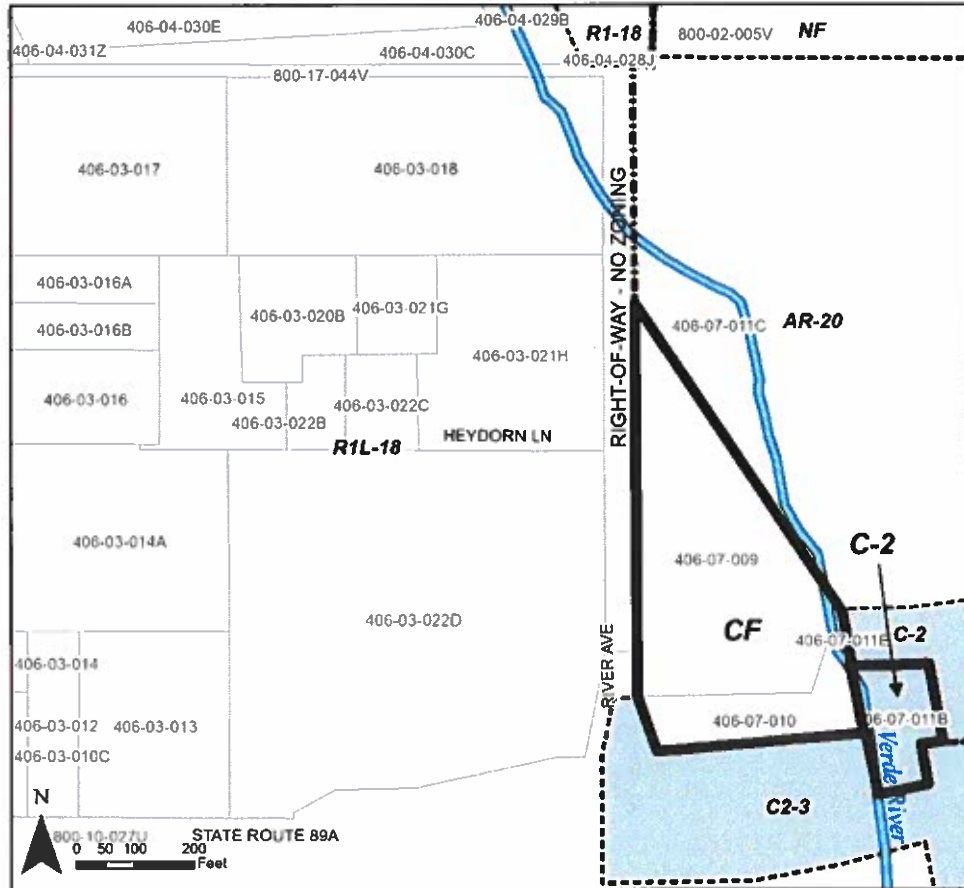 406-04-030E
406-04-029B
R1-18
800-02-005V
NF
406-04-031Z
406-04-030C
406-04-028J
800-17-044V
406-03-017
406-03-018
RIGHT-OF-WAY - NO ZONING
406-03-016A
406-03-020B
406-03-021G
406-07-011C
AR-20
406-03-016B
406-03-021H
406-03-016
406-03-015
406-03-022B
406-03-022C
R1L-18
HEYDORN LN
406-03-014A
406-07-009
C-2
406-03-022D
CF
406-07-011E
C-2
406-03-014
RIVER AVE
406-03-012
406-03-013
406-07-010
06-07-011B
406-03-010C
Verde River
N
C2-3
800-10-027U
STATE ROUTE 89A
0 50 100 200
Feet